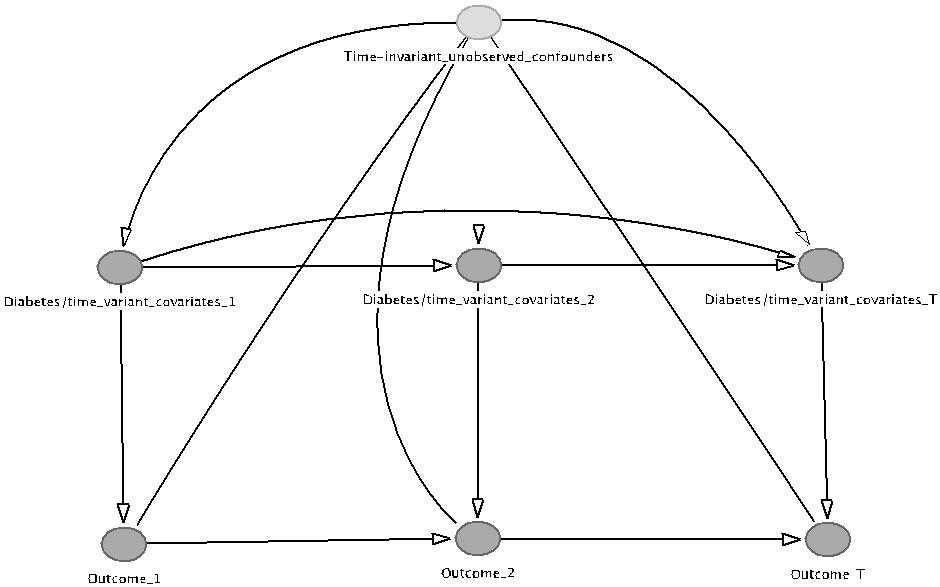 Time-invariant_unobserved_confounders
Diabetes/time_variant_covariates_1
Diabetes/time_variant_covariates_2
Diabetes/time_variant_covariates_T
Outcome_1
Outcome_2
Outcome_T